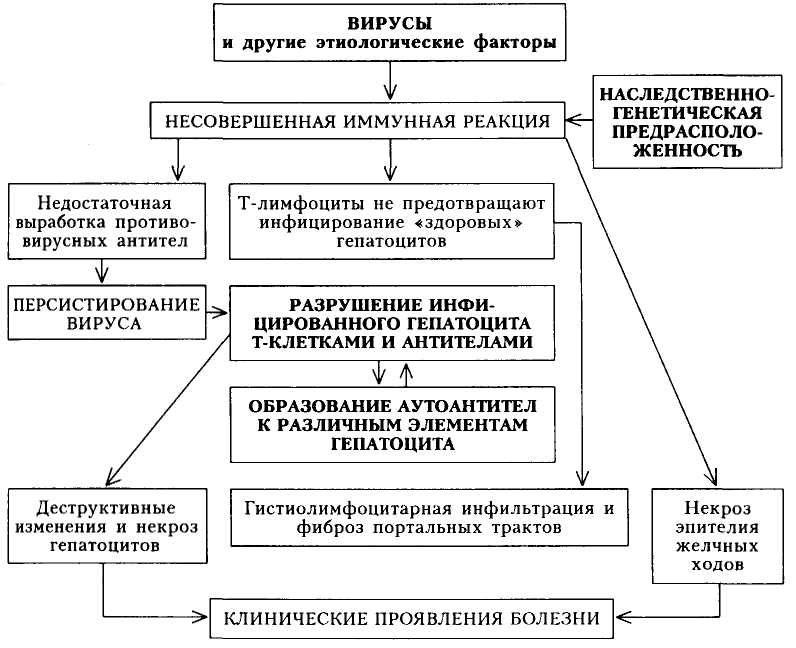 ВИРУСЫ
и другие этиологические факторы
НАСЛЕДСТВЕННО-
ГЕНЕТИЧЕСКАЯ
ПРЕДРАСПОЛО-
ЖЕННОСТЬ
НЕСОВЕРШЕННАЯ ИММУННАЯ РЕАКЦИЯ
Недостаточная
выработка противо-
вирусных антител
Т-лимфоциты не предотвращают
инфицирование «здоровых»
гепатоцитов
ПЕРСИСТИРОВАНИЕ
ВИРУСА
РАЗРУШЕНИЕ ИНФИ-
ЦИРОВАННОГО ГЕПАТОЦИТА
Т-КЛЕТКАМИ И АНТИТЕЛАМИ
ОБРАЗОВАНИЕ АУТОАНТИТЕЛ
К РАЗЛИЧНЫМ ЭЛЕМЕНТАМ
ГЕПАТОЦИТА
Деструктивные
изменения и некроз
гепатоцитов
Гистиолимфоцитарная инфильтрация и
фиброз портальных трактов
Некроз
эпителия
желчных
ходов
КЛИНИЧЕСКИЕ ПРОЯВЛЕНИЯ БОЛЕЗНИ